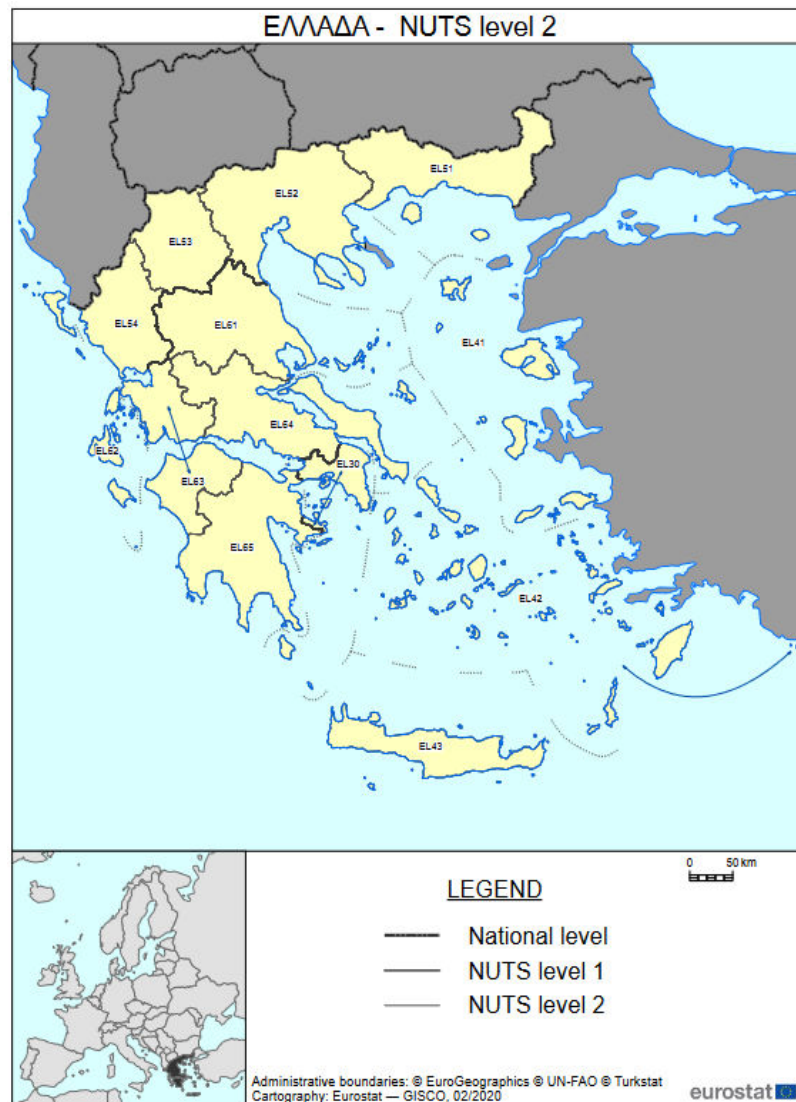 ΕΛΛΑΔΑ - NUTS level 2
EL51
EL52
EL53
EL54
EL61
EL41
EL64
EL62
EL30
EL63
EL65
EL42
EL43
0 50 km
LEGEND
National level
NUTS level 1
NUTS level 2
Administrative boundaries: © EuroGeographics © UN-FAO © Turkstat
Cartography: Eurostat — GISCO, 02/2020
eurostat